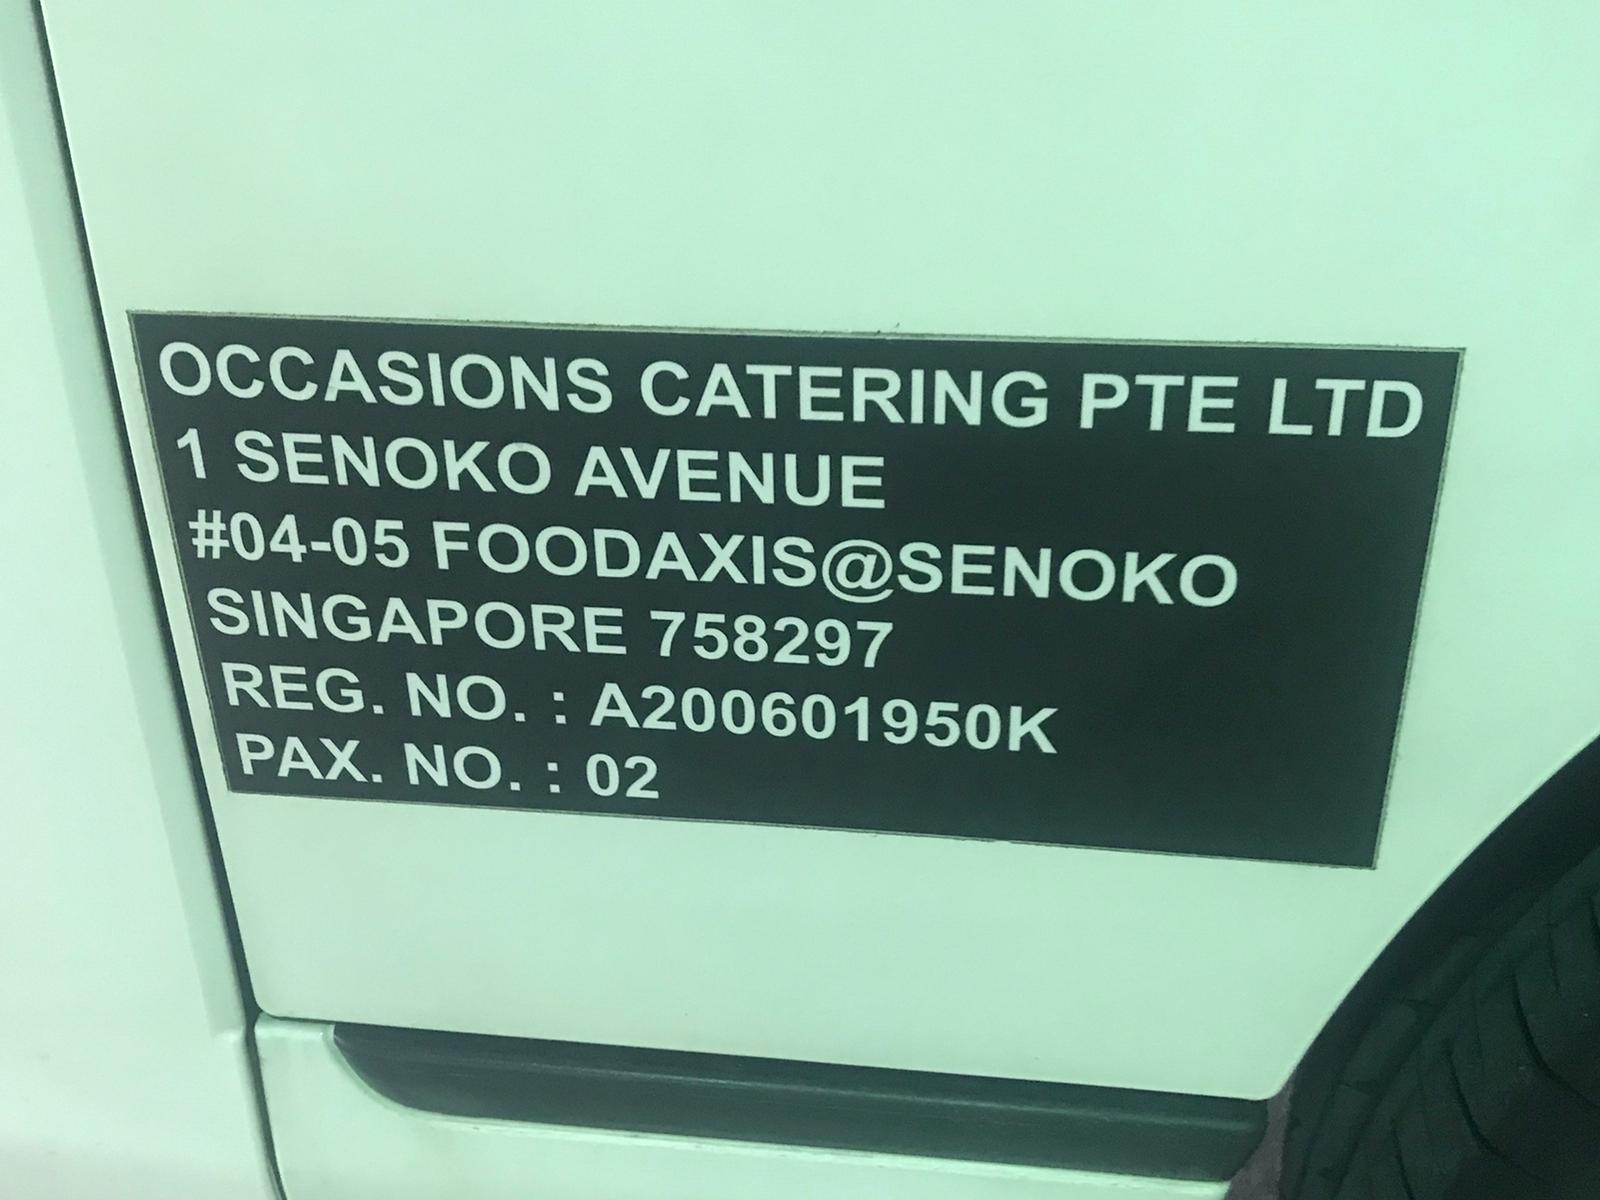 OCCASIONS CATERING PTE LTD
1 SENOKO AVENUE
#04-05 FOODAXIS@SENOKO
SINGAPORE 758297
REG. NO. : A200601950K
PAX. NO. : 02